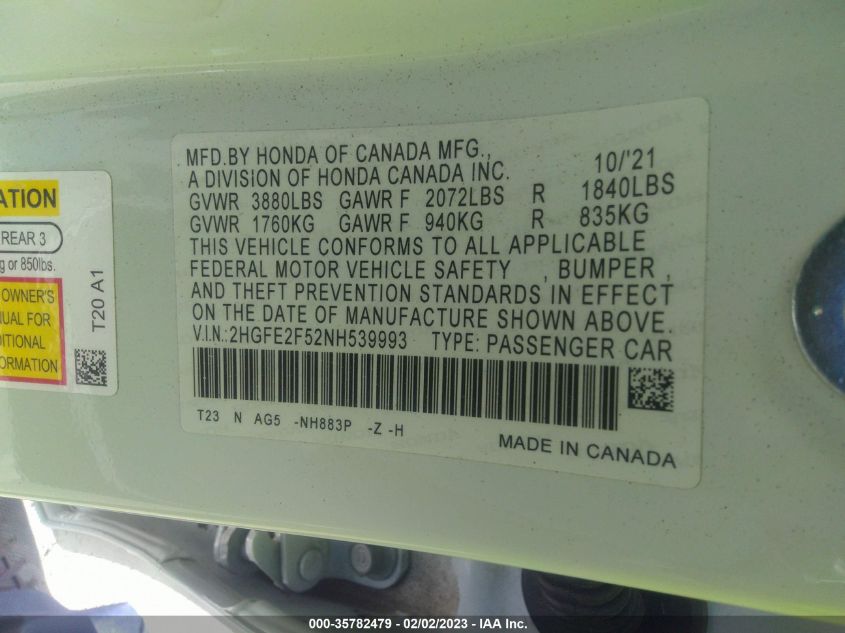 MFD.BY HONDA OF CANADA MFG., 10/'21
A DIVISION OF HONDA CANADA INC.
GVWR 3880LBS GAWR F 2072LBS R 1840LBS
GVWR 1760KG GAWR F 940KG R 835KG
THIS VEHICLE CONFORMS TO ALL APPLICABLE
FEDERAL MOTOR VEHICLE SAFETY , BUMPER ,
AND THEFT PREVENTION STANDARDS IN EFFECT
ON THE DATE OF MANUFACTURE SHOWN ABOVE.
V.I.N.:2HGFE2F52NH539993 TYPE: PASSENGER CAR
T23 N AG5 -NH883P -Z -H
MADE IN CANADA
ATION
REAR 3
g or 850lbs.
OWNER'S
UAL FOR
DITIONAL
FORMATION
T20 A1
000-35782479 - 02/02/2023 - IAA Inc.